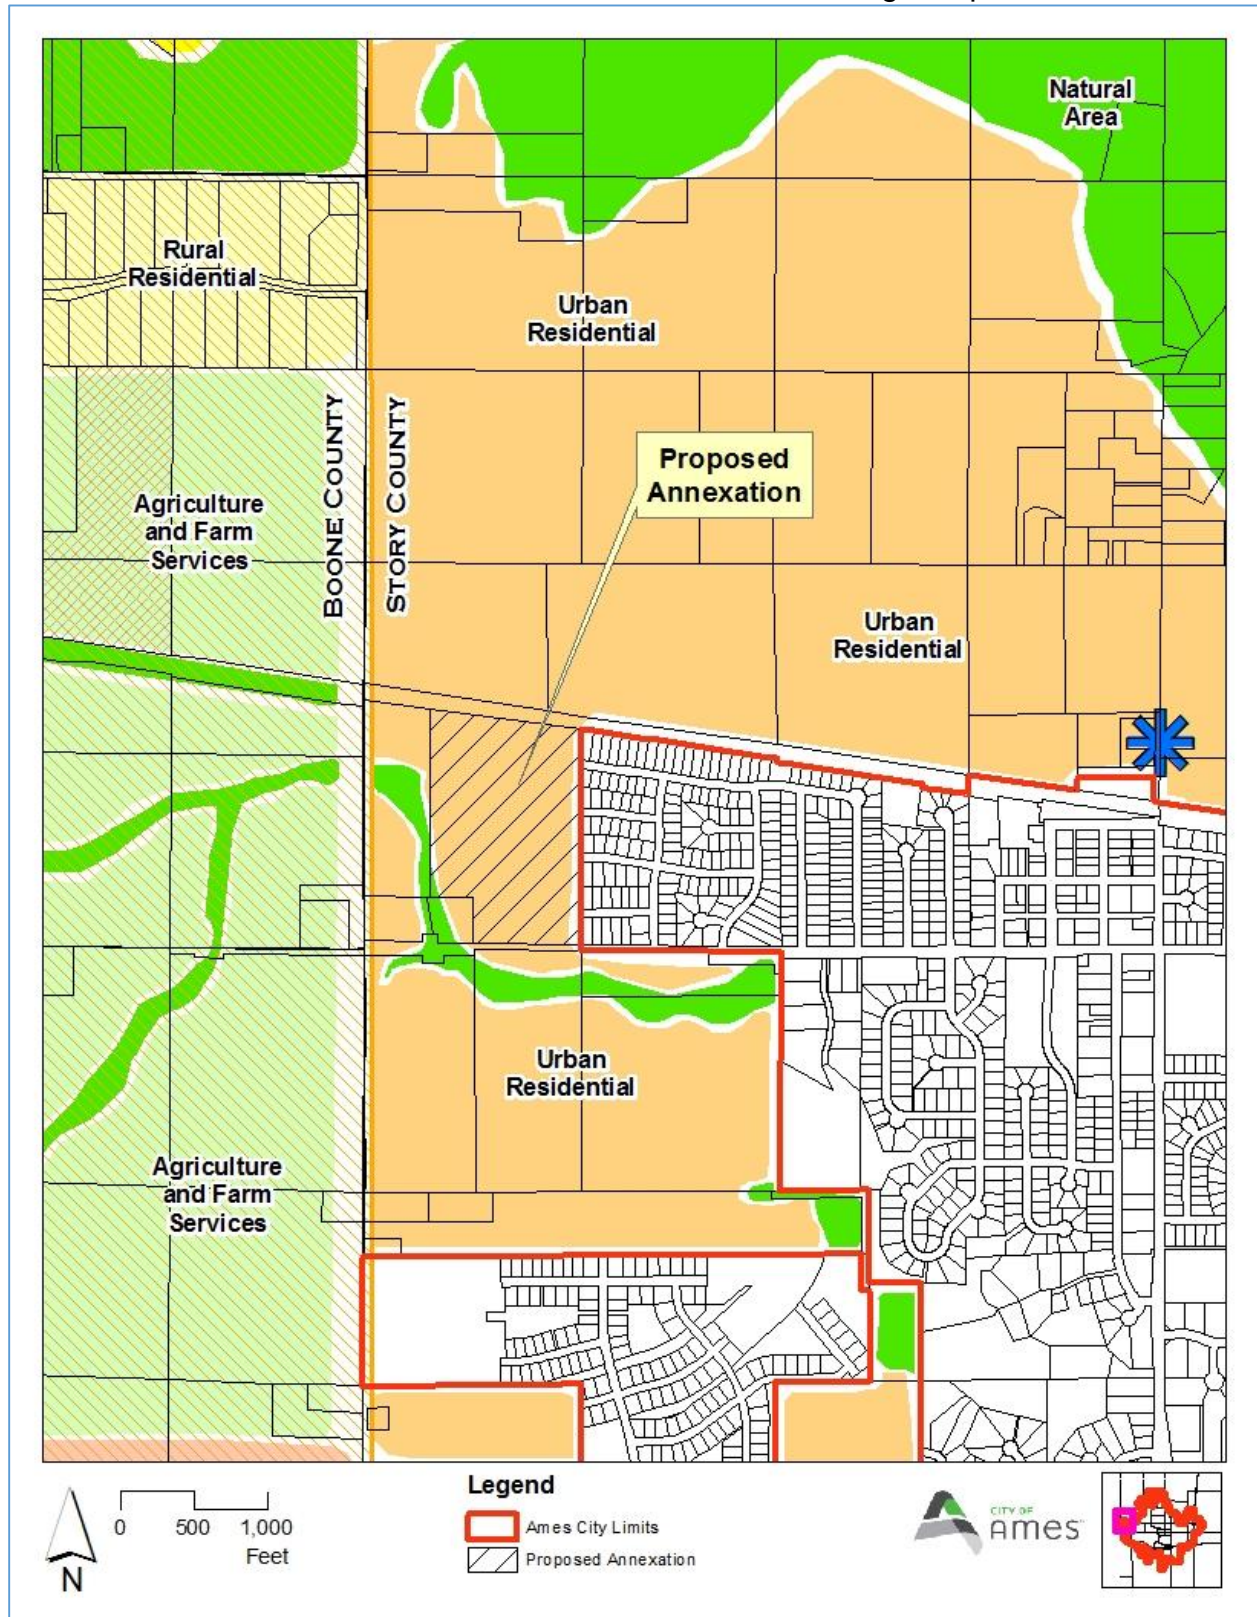 Natural
Area
Rural
Residential
Urban
Residential
BOONE COUNTY
STORY COUNTY
Proposed
Annexation
Agriculture
and Farm
Services
Urban
Residential
Urban
Residential
Agriculture
and Farm
Services
Legend
Ames City Limits
Proposed Annexation
0 500 1,000
Feet
N
CITY OF
Ames